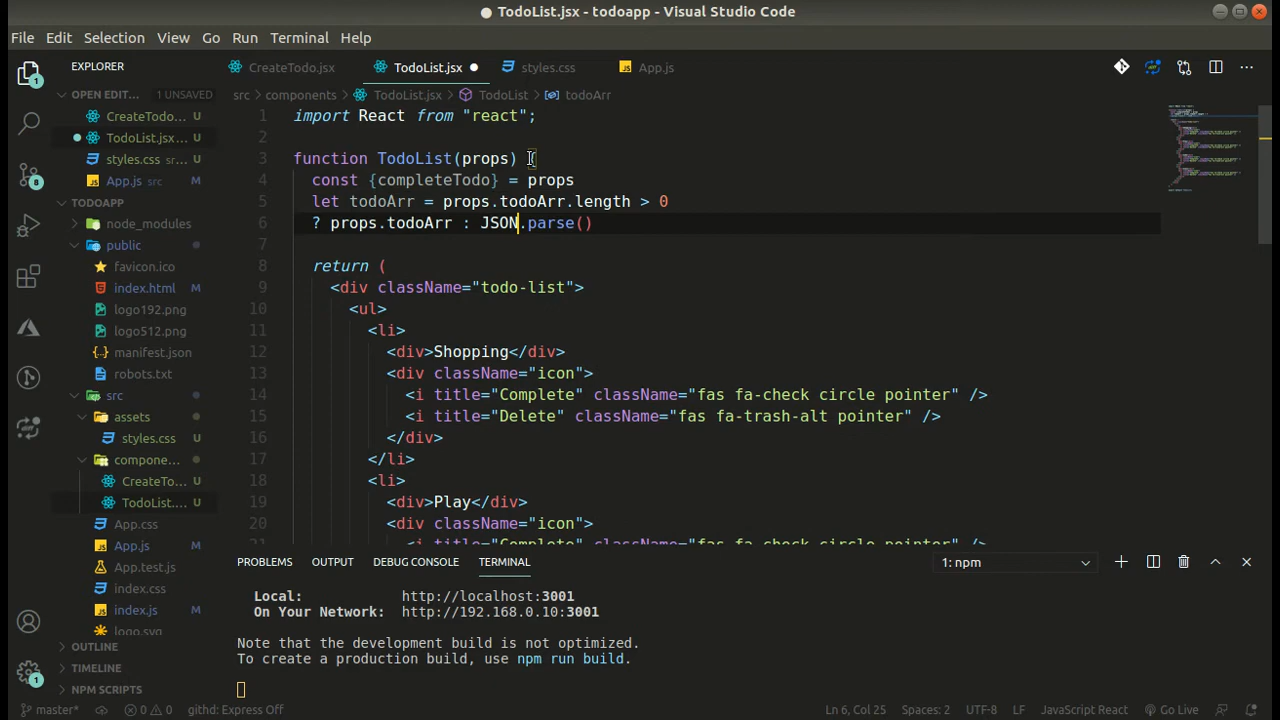 TodoList.jsx - todoapp - Visual Studio Code
File Edit Selection View Go Run Terminal Help
EXPLORER
CreateTodo.jsx TodoList.jsx styles.css App.js
OPEN EDIT... 1 UNSAVED
src components TodoList.jsx TodoList todoArr
CreateTodo... U
TodoList.jsx... U
styles.css... U
App.js src U
TODOAPP
node_modules
public
favicon.ico
index.html M
logo192.png
logo512.png
manifest.json
robots.txt
src
assets
styles.css U
compone...
CreateTo... U
TodoList.... U
App.css
App.js M
App.test.js
index.css
index.js M
logo.svg
OUTLINE
TIMELINE
NPM SCRIPTS
1 import React from "react";
2
3 function TodoList(props) {
4 const {completeTodo} = props
5 let todoArr = props.todoArr.length > 0
6 ? props.todoArr : JSON.parse()
7
8 return (
9 <div className="todo-list">
10 <ul>
11 <li>
12 <div>Shopping</div>
13 <div className="icon">
14 <i title="Complete" className="fas fa-check circle pointer" />
15 <i title="Delete" className="fas fa-trash-alt pointer" />
16 </div>
17 </li>
18 <li>
19 <div>Play</div>
20 <div className="icon">
21 <i title="Complete" className="fas fa-check circle pointer" />
PROBLEMS OUTPUT DEBUG CONSOLE TERMINAL 1: npm
Local: http://localhost:3001
On Your Network: http://192.168.0.10:3001
Note that the development build is not optimized.
To create a production build, use npm run build.
master* 0 0 githd: Express Off Ln 6, Col 25 Spaces: 2 UTF-8 LF JavaScript React Go Live